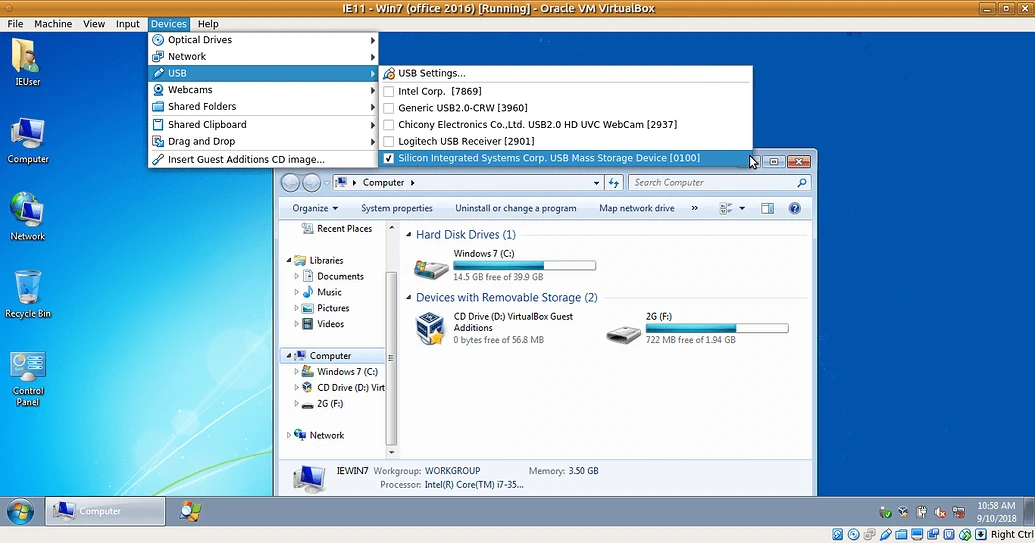 IE11 - Win7 (office 2016) [Running] - Oracle VM VirtualBox
File Machine View Input Devices Help
Optical Drives
Network
USB
Webcams
Shared Folders
Shared Clipboard
Drag and Drop
Insert Guest Additions CD image...
USB Settings...
Intel Corp. [7869]
Generic USB2.0-CRW [3960]
Chicony Electronics Co.,Ltd. USB2.0 HD UVC WebCam [2937]
Logitech USB Receiver [2901]
Silicon Integrated Systems Corp. USB Mass Storage Device [0100]
IEUser
Computer
Network
Recycle Bin
Control
Panel
Computer
Search Computer
Organize System properties Uninstall or change a program Map network drive »
Recent Places
Libraries
Documents
Music
Pictures
Videos
Computer
Windows 7 (C:)
CD Drive (D:) Virt
2G (F:)
Network
Hard Disk Drives (1)
Windows 7 (C:)
14.5 GB free of 39.9 GB
Devices with Removable Storage (2)
CD Drive (D:) VirtualBox Guest
Additions
0 bytes free of 56.8 MB
2G (F:)
722 MB free of 1.94 GB
IEWIN7 Workgroup: WORKGROUP Memory: 3.50 GB
Processor: Intel(R) Core(TM) i7-35...
Computer
10:58 AM
9/10/2018
Right Ctrl